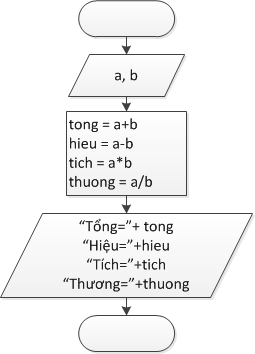 a, b
tong = a+b
hieu = a-b
tich = a*b
thuong = a/b
“Tổng=”+ tong
“Hiệu=”+hieu
“Tích=”+tich
“Thương=”+thuong